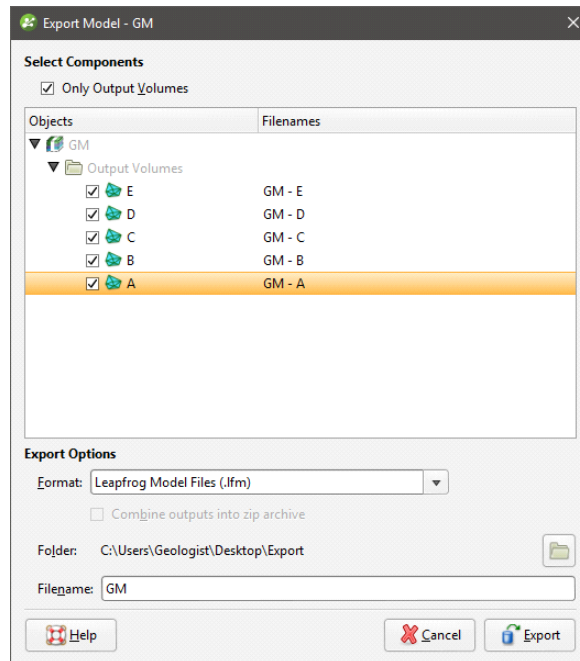 Export Model - GM
Select Components
Only Output Volumes
Objects Filenames
GM
Output Volumes
E GM - E
D GM - D
C GM - C
B GM - B
A GM - A
Export Options
Format: Leapfrog Model Files (.lfm)
Combine outputs into zip archive
Folder: C:\Users\Geologist\Desktop\Export
Filename: GM
Help Cancel Export